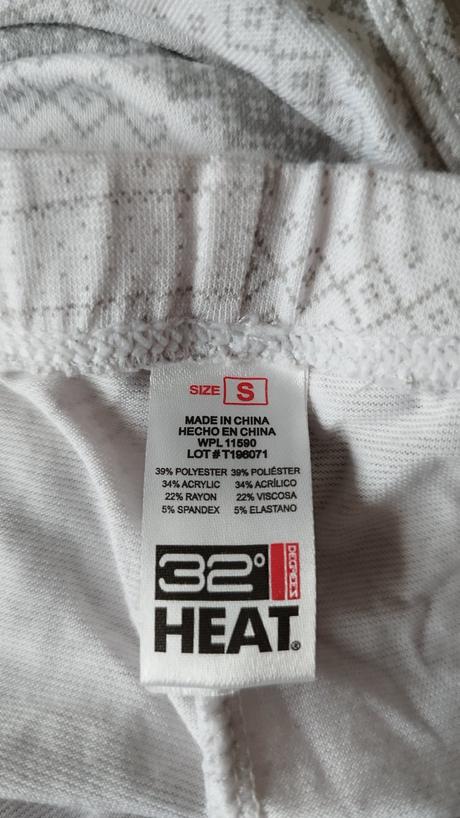 SIZE S
MADE IN CHINA
HECHO EN CHINA
WPL 11590
LOT # T198071
39% POLYESTER 39% POLIÉSTER
34% ACRYLIC 34% ACRÍLICO
22% RAYON 22% VISCOSA
5% SPANDEX 5% ELASTANO
32° DEGREES
HEAT®